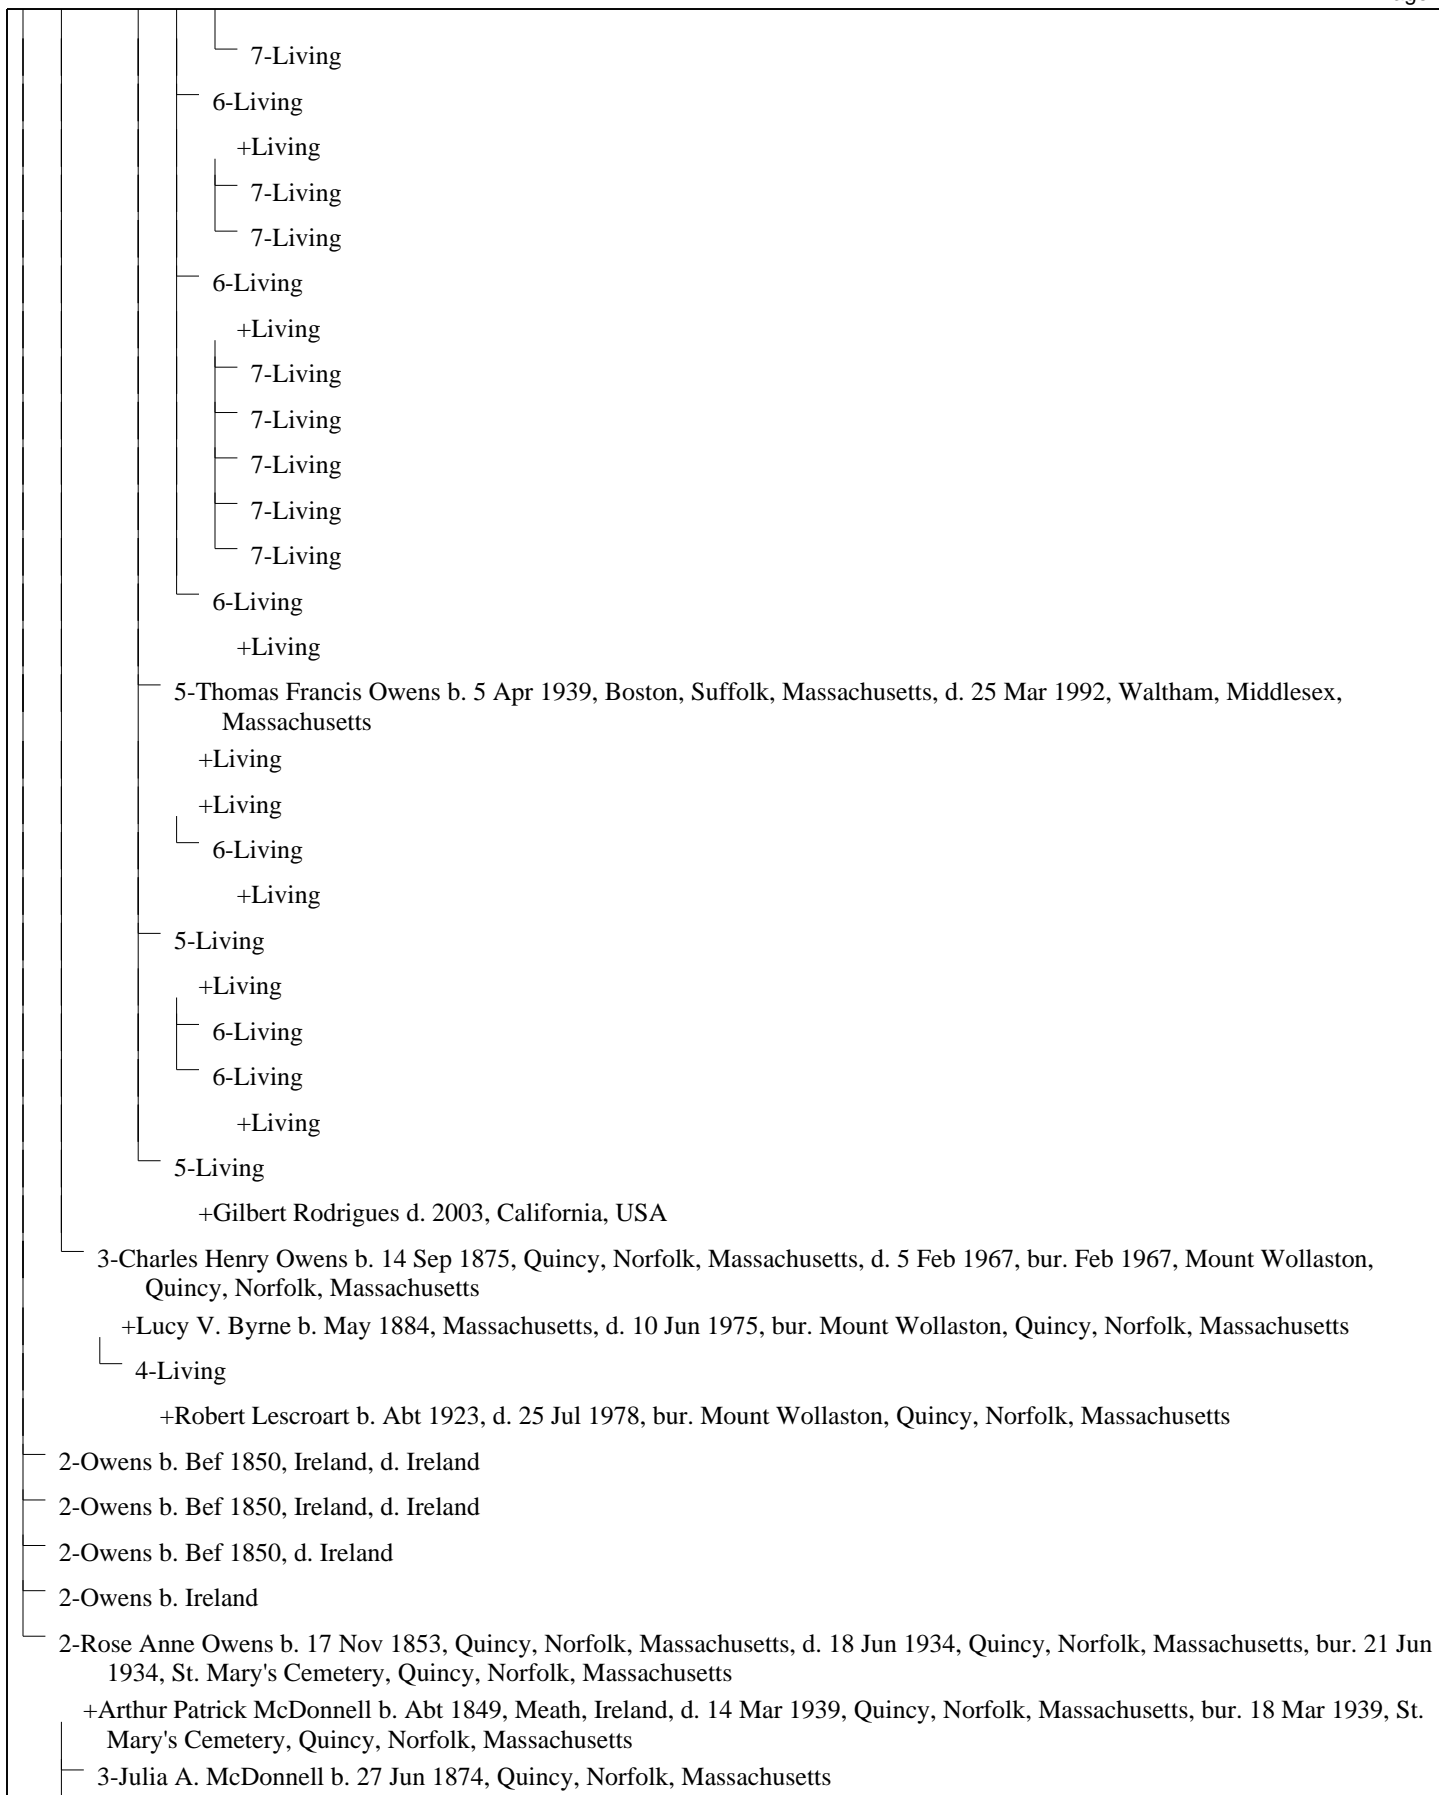 7-Living
6-Living
+Living
7-Living
7-Living
6-Living
+Living
7-Living
7-Living
7-Living
7-Living
7-Living
6-Living
+Living
5-Thomas Francis Owens b. 5 Apr 1939, Boston, Suffolk, Massachusetts, d. 25 Mar 1992, Waltham, Middlesex,
Massachusetts
+Living
+Living
6-Living
+Living
5-Living
+Living
6-Living
6-Living
+Living
5-Living
+Gilbert Rodrigues d. 2003, California, USA
3-Charles Henry Owens b. 14 Sep 1875, Quincy, Norfolk, Massachusetts, d. 5 Feb 1967, bur. Feb 1967, Mount Wollaston,
Quincy, Norfolk, Massachusetts
+Lucy V. Byrne b. May 1884, Massachusetts, d. 10 Jun 1975, bur. Mount Wollaston, Quincy, Norfolk, Massachusetts
4-Living
+Robert Lescroart b. Abt 1923, d. 25 Jul 1978, bur. Mount Wollaston, Quincy, Norfolk, Massachusetts
2-Owens b. Bef 1850, Ireland, d. Ireland
2-Owens b. Bef 1850, Ireland, d. Ireland
2-Owens b. Bef 1850, d. Ireland
2-Owens b. Ireland
2-Rose Anne Owens b. 17 Nov 1853, Quincy, Norfolk, Massachusetts, d. 18 Jun 1934, Quincy, Norfolk, Massachusetts, bur. 21 Jun
1934, St. Mary's Cemetery, Quincy, Norfolk, Massachusetts
+Arthur Patrick McDonnell b. Abt 1849, Meath, Ireland, d. 14 Mar 1939, Quincy, Norfolk, Massachusetts, bur. 18 Mar 1939, St.
Mary's Cemetery, Quincy, Norfolk, Massachusetts
3-Julia A. McDonnell b. 27 Jun 1874, Quincy, Norfolk, Massachusetts